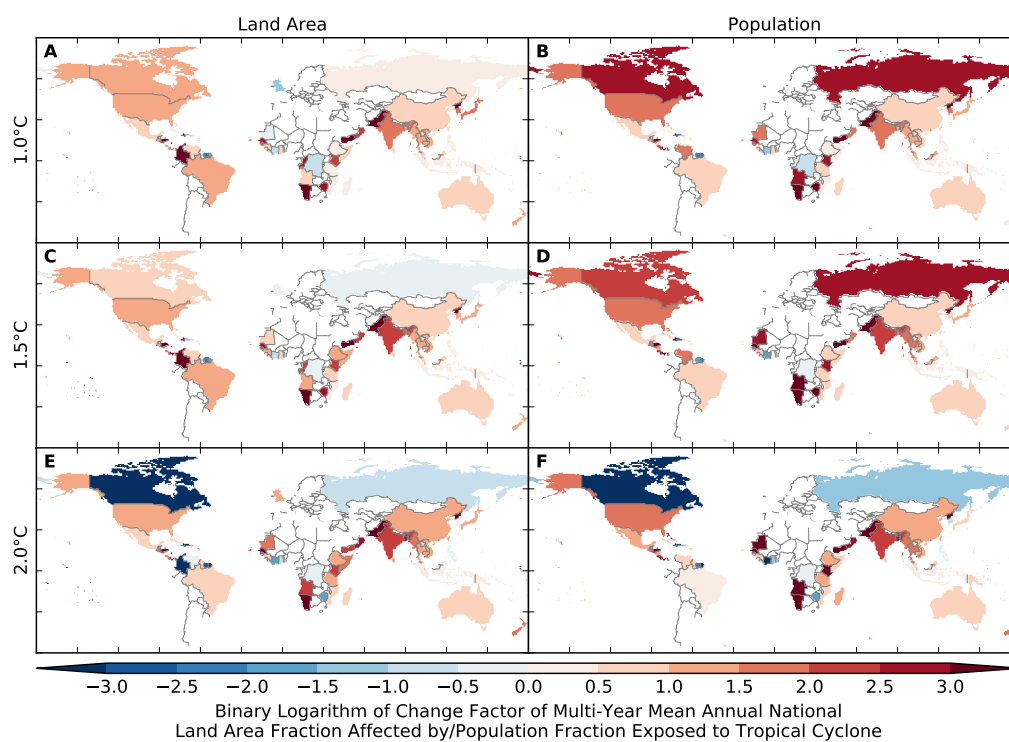 Land Area
Population
A
B
1.0°C
C
D
1.5°C
E
F
2.0°C
−3.0 −2.5 −2.0 −1.5 −1.0 −0.5 0.0 0.5 1.0 1.5 2.0 2.5 3.0
Binary Logarithm of Change Factor of Multi-Year Mean Annual National
Land Area Fraction Affected by/Population Fraction Exposed to Tropical Cyclone